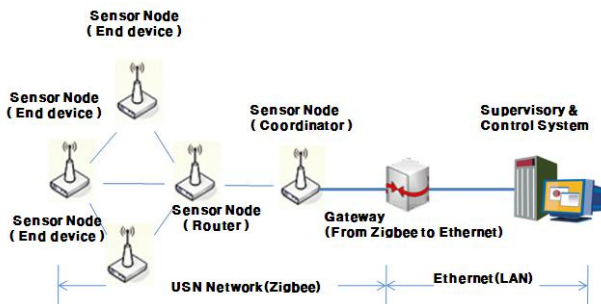 Sensor Node
( End device )
Sensor Node
( End device )
Sensor Node
( Coordinator )
Supervisory &
Control System
Sensor Node
( End device )
Sensor Node
( Router )
Gateway
(From Zigbee to Ethernet)
USN Network(Zigbee)
Ethernet(LAN)